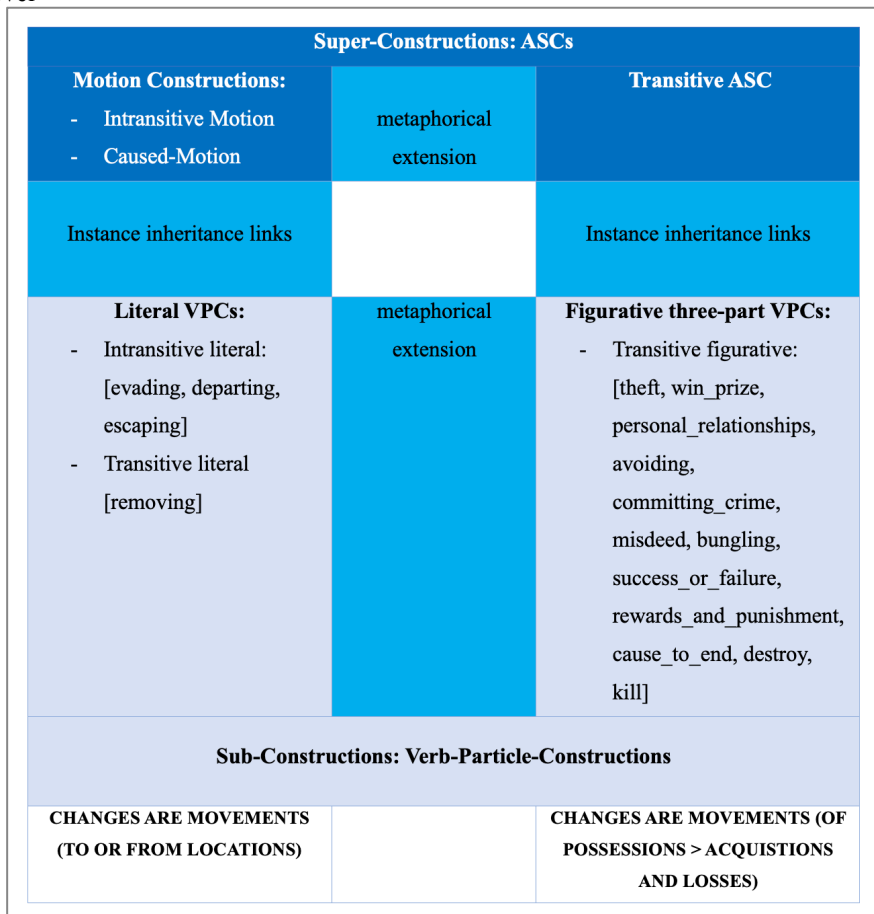 Super-Constructions: ASCs
Motion Constructions:
- Intransitive Motion
- Caused-Motion
metaphorical
extension
Transitive ASC
Instance inheritance links
Instance inheritance links
Literal VPCs:
- Intransitive literal:
[evading, departing,
escaping]
- Transitive literal
[removing]
metaphorical
extension
Figurative three-part VPCs:
- Transitive figurative:
[theft, win_prize,
personal_relationships,
avoiding,
committing_crime,
misdeed, bungling,
success_or_failure,
rewards_and_punishment,
cause_to_end, destroy,
kill]
Sub-Constructions: Verb-Particle-Constructions
CHANGES ARE MOVEMENTS
(TO OR FROM LOCATIONS)
CHANGES ARE MOVEMENTS (OF
POSSESSIONS > ACQUISTIONS
AND LOSSES)